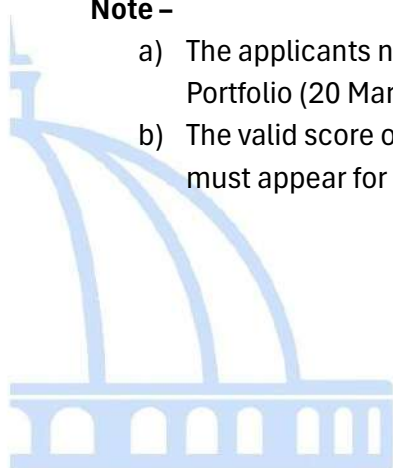 Note –
a) The applicants n
Portfolio (20 Mar
b) The valid score o
must appear for